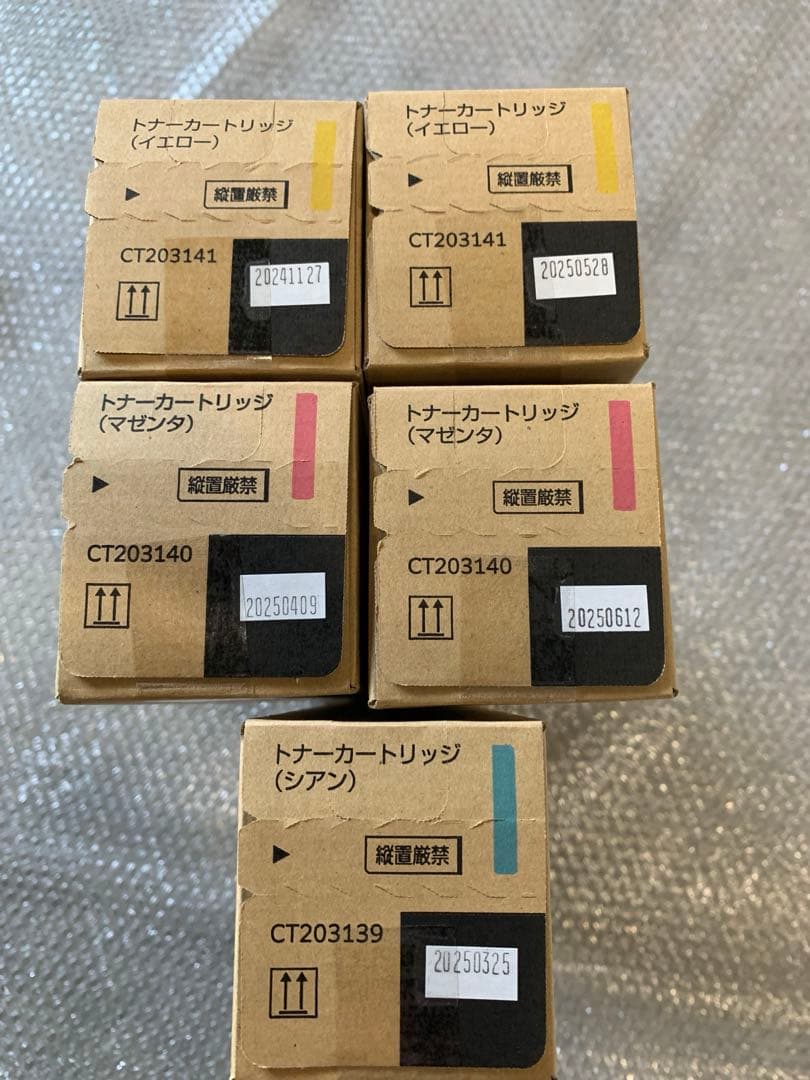 トナーカートリッジ
(イエロー)
縦置厳禁
CT203141
20241127
トナーカートリッジ
(イエロー)
縦置厳禁
CT203141
20250528
トナーカートリッジ
(マゼンタ)
縦置厳禁
CT203140
20250409
トナーカートリッジ
(マゼンタ)
縦置厳禁
CT203140
20250612
トナーカートリッジ
(シアン)
縦置厳禁
CT203139
20250325